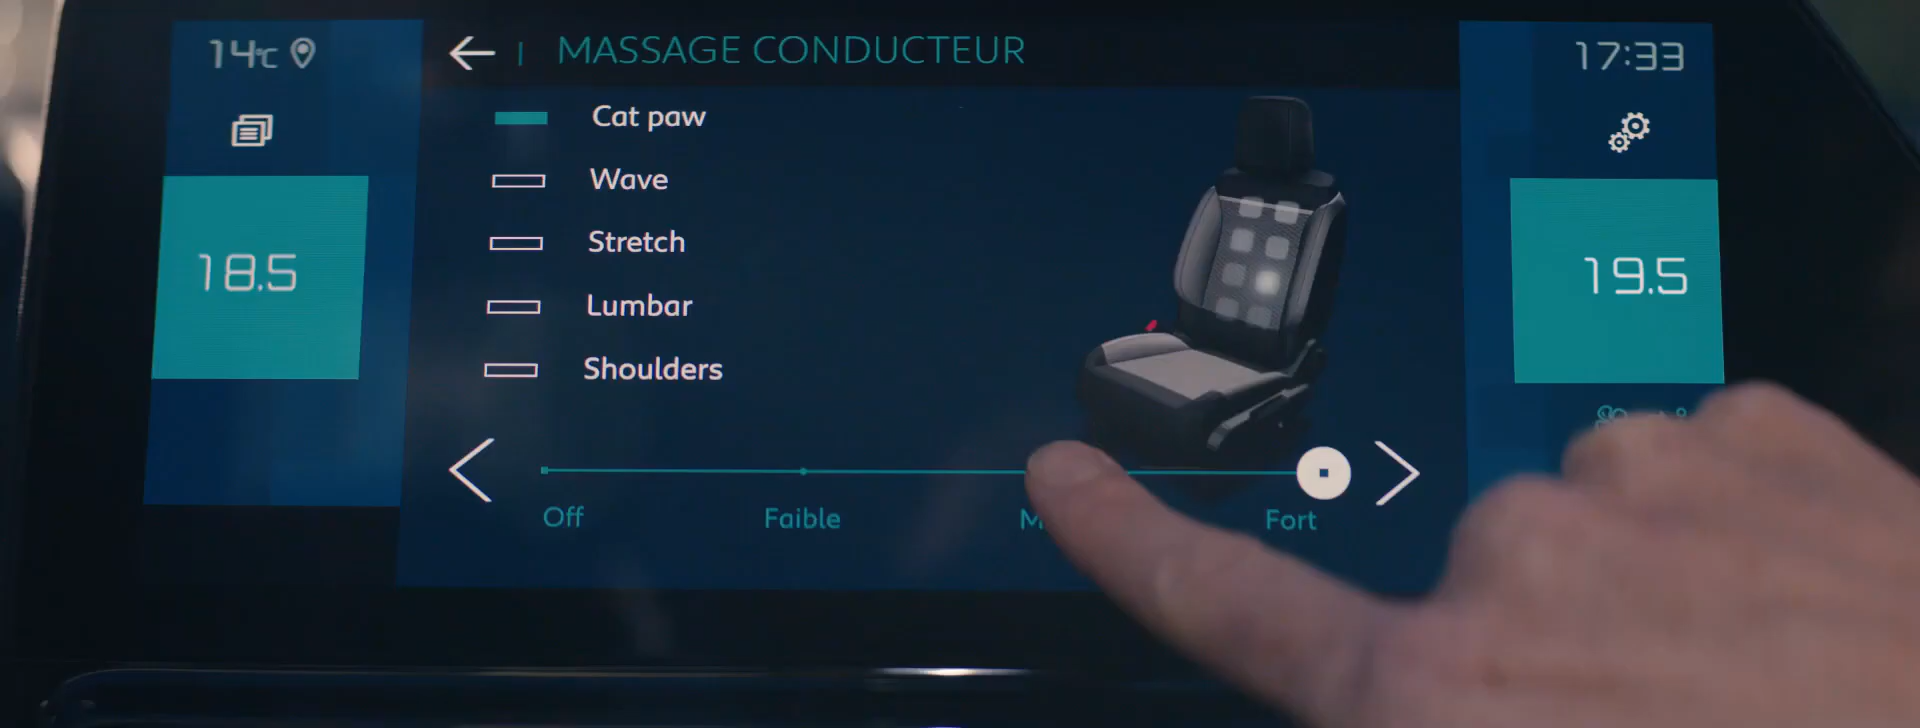 14°C
MASSAGE CONDUCTEUR
17:33
Cat paw
Wave
Stretch
Lumbar
Shoulders
18.5
19.5
Off
Faible
Fort